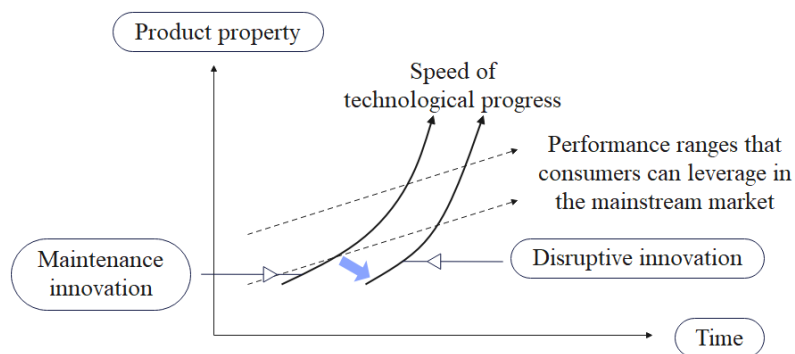 Product property
Speed of
technological progress
Performance ranges that
consumers can leverage in
the mainstream market
Maintenance
innovation
Disruptive innovation
Time